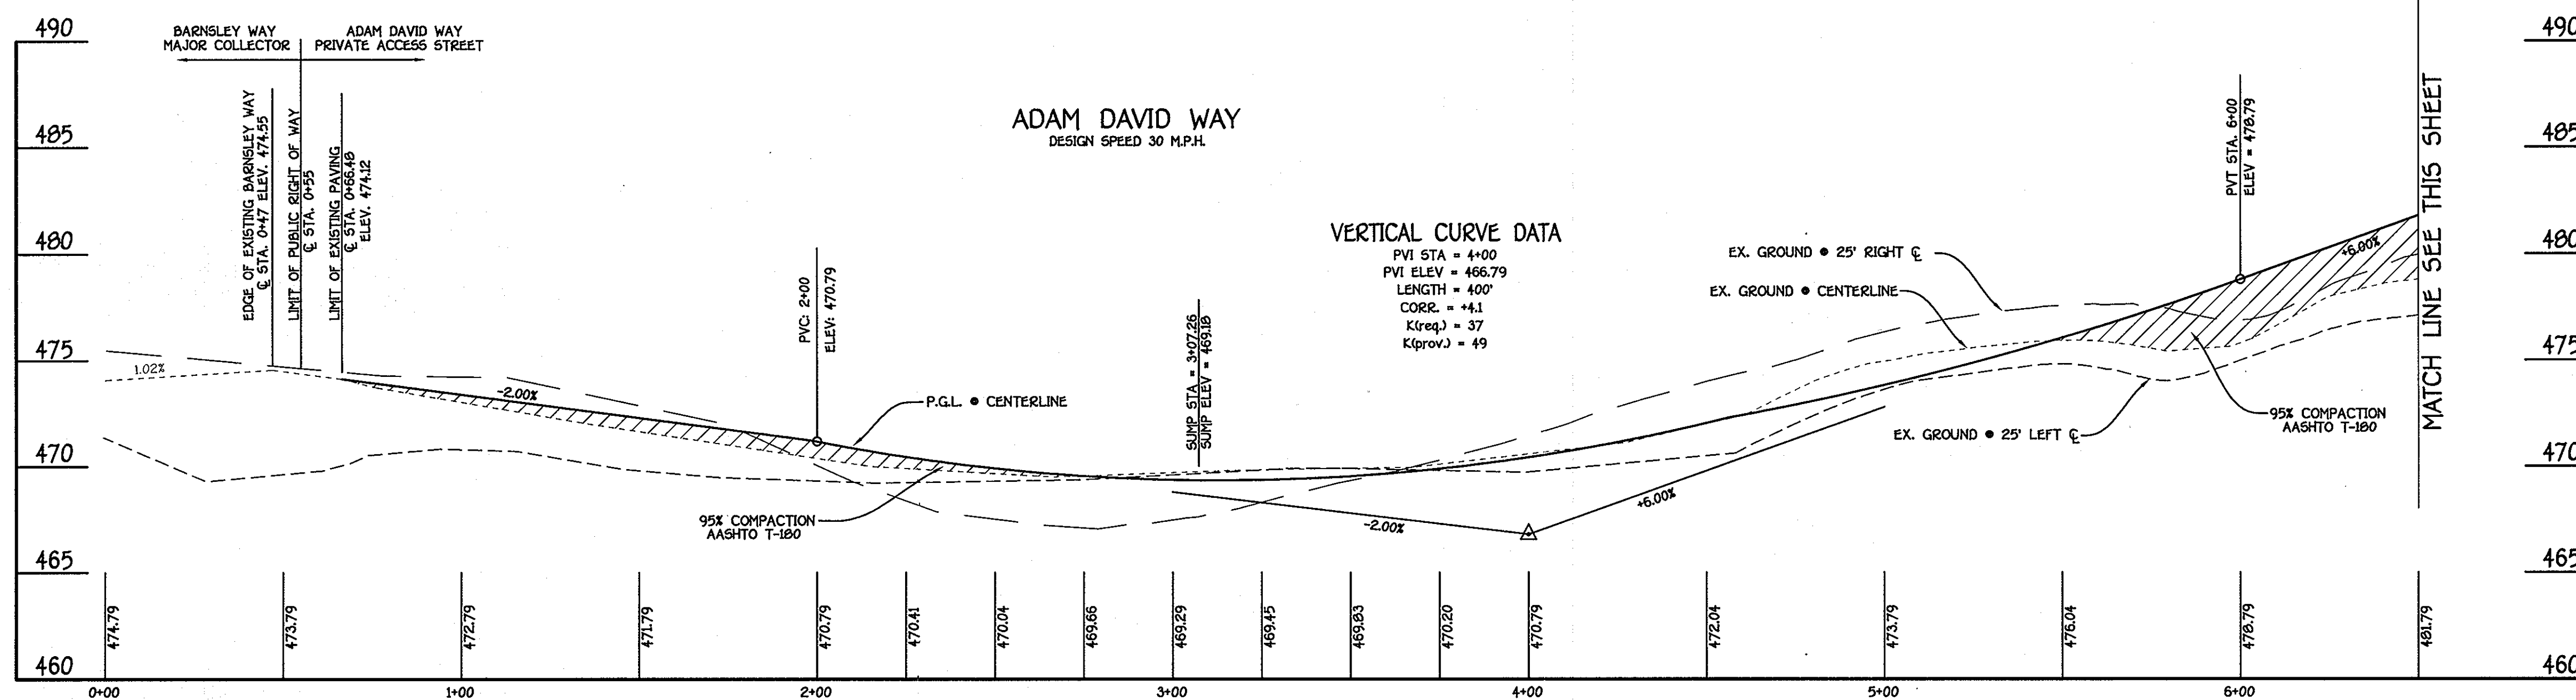 490
485
480
475
470
465
460
BARNSLEY WAY
MAJOR COLLECTOR
ADAM DAVID WAY
PRIVATE ACCESS STREET
EDGE OF EXISTING BARNSLEY WAY
℄ STA. 0+47 ELEV. 474.55
LIMIT OF PUBLIC RIGHT OF WAY
℄ STA. 0+55
LIMIT OF EXISTING PAVING
℄ STA. 0+66.48
ELEV. 474.12
1.02%
-2.00%
ADAM DAVID WAY
DESIGN SPEED 30 M.P.H.
PVC: 2+00
ELEV: 470.79
P.G.L. @ CENTERLINE
95% COMPACTION
AASHTO T-180
SUMP STA = 3+07.26
SUMP ELEV = 469.18
VERTICAL CURVE DATA
PVI STA = 4+00
PVI ELEV = 466.79
LENGTH = 400'
CORR. = +4.1
K(req.) = 37
K(prov.) = 49
-2.00%
+6.00%
EX. GROUND @ 25' RIGHT ℄
EX. GROUND @ CENTERLINE
EX. GROUND @ 25' LEFT ℄
PVT STA. 6+00
ELEV = 478.79
+6.00%
95% COMPACTION
AASHTO T-180
MATCH LINE SEE THIS SHEET
490
485
480
475
470
465
460
474.79
473.79
472.79
471.79
470.79
470.41
470.04
469.66
469.29
469.45
469.83
470.20
470.79
472.04
473.79
476.04
478.79
481.79
0+00
1+00
2+00
3+00
4+00
5+00
6+00